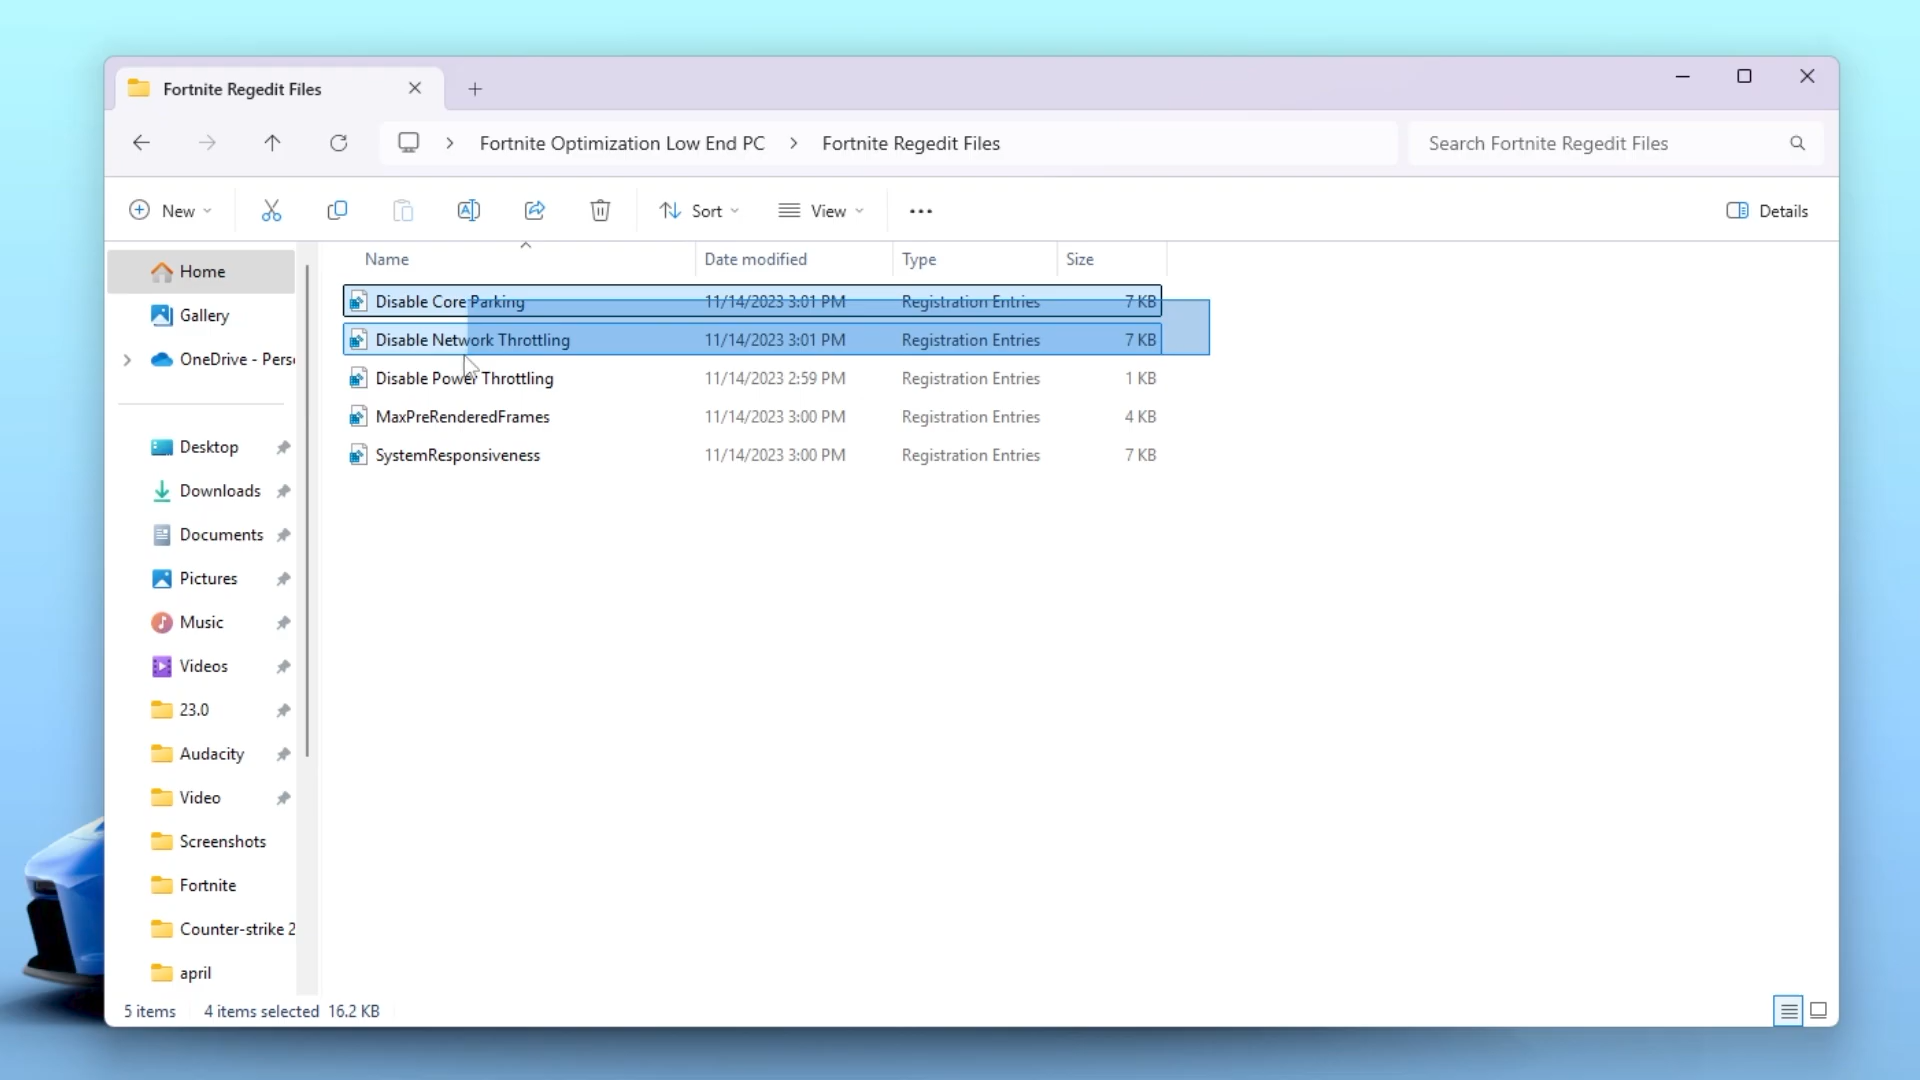 Fortnite Regedit Files
Fortnite Optimization Low End PC > Fortnite Regedit Files
Search Fortnite Regedit Files
New
Sort
View
Details
Name Date modified Type Size
Disable Core Parking 11/14/2023 3:01 PM Registration Entries 7 KB
Disable Network Throttling 11/14/2023 3:01 PM Registration Entries 7 KB
Disable Power Throttling 11/14/2023 2:59 PM Registration Entries 1 KB
MaxPreRenderedFrames 11/14/2023 3:00 PM Registration Entries 4 KB
SystemResponsiveness 11/14/2023 3:00 PM Registration Entries 7 KB
Home
Gallery
OneDrive - Pers
Desktop
Downloads
Documents
Pictures
Music
Videos
23.0
Audacity
Video
Screenshots
Fortnite
Counter-strike 2
april
5 items 4 items selected 16.2 KB